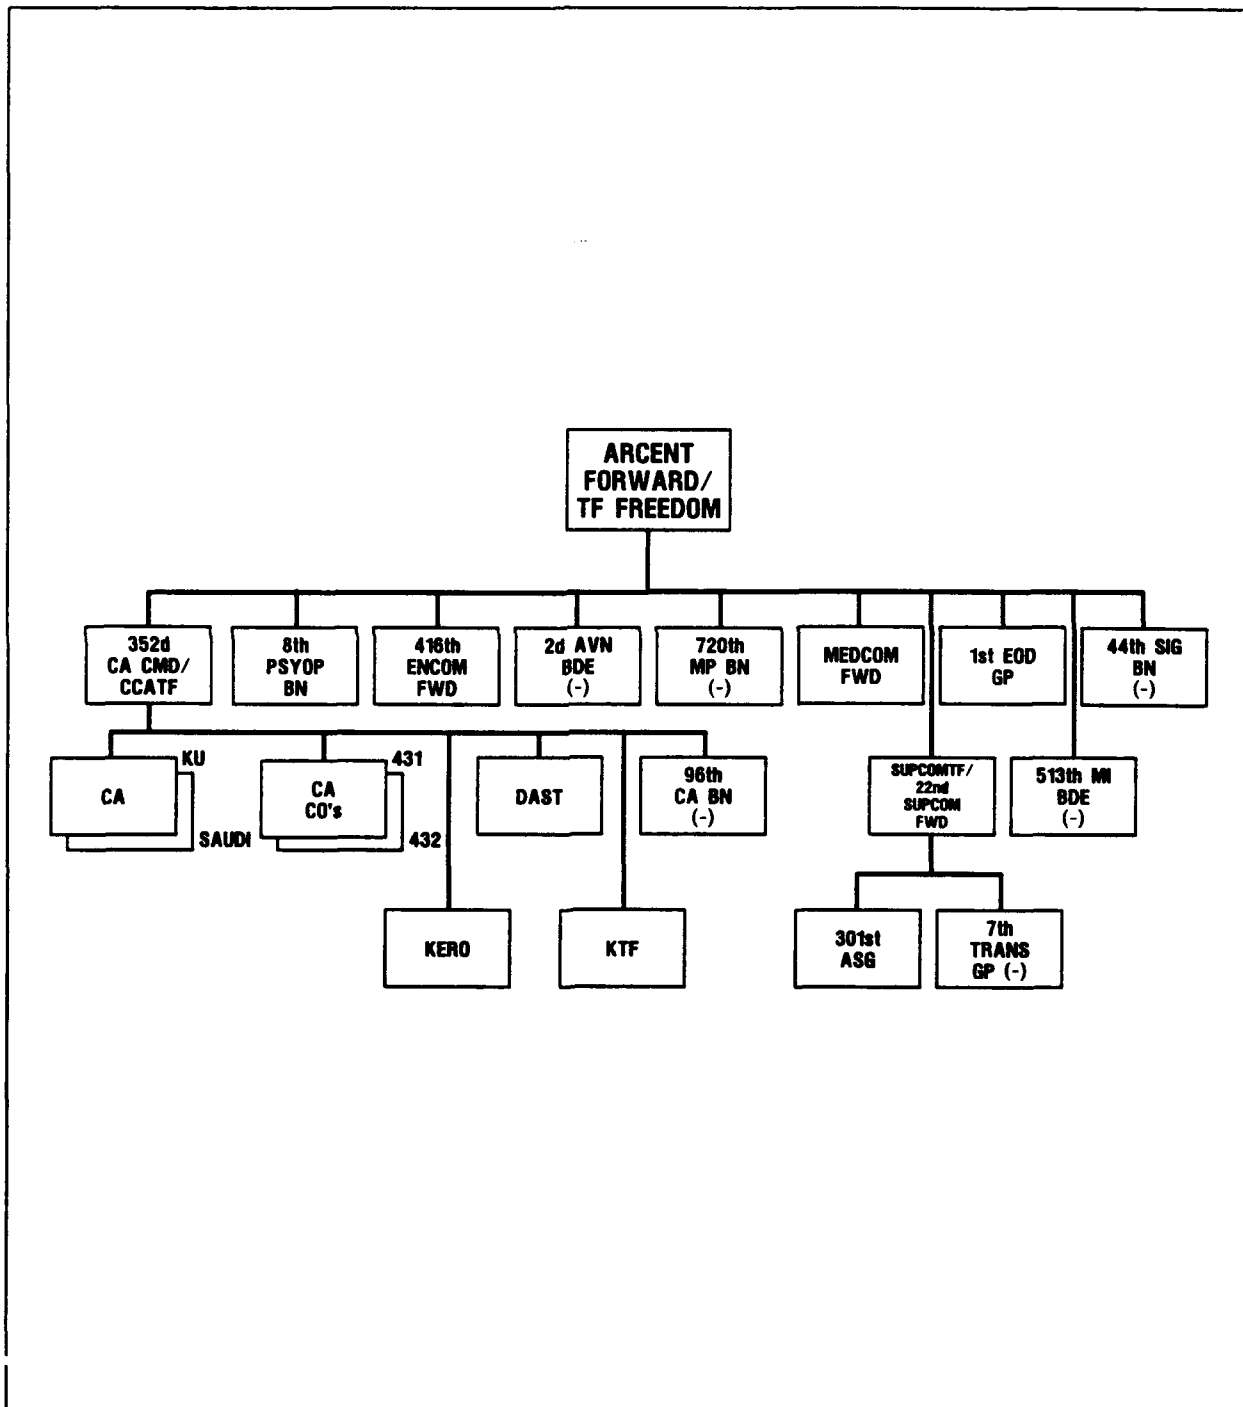 ARCENT
FORWARD/
TF FREEDOM
352d
CA CMD/
CCATF
8th
PSYOP
BN
416th
ENCOM
FWD
2d AVN
BDE
(-)
720th
MP BN
(-)
MEDCOM
FWD
1st EOD
GP
44th SIG
BN
(-)
KU
CA
SAUDI
431
CA
CO's
432
DAST
96th
CA BN
(-)
SUPCOMTF/
22nd
SUPCOM
FWD
513th MI
BDE
(-)
KERO
KTF
301st
ASG
7th
TRANS
GP (-)